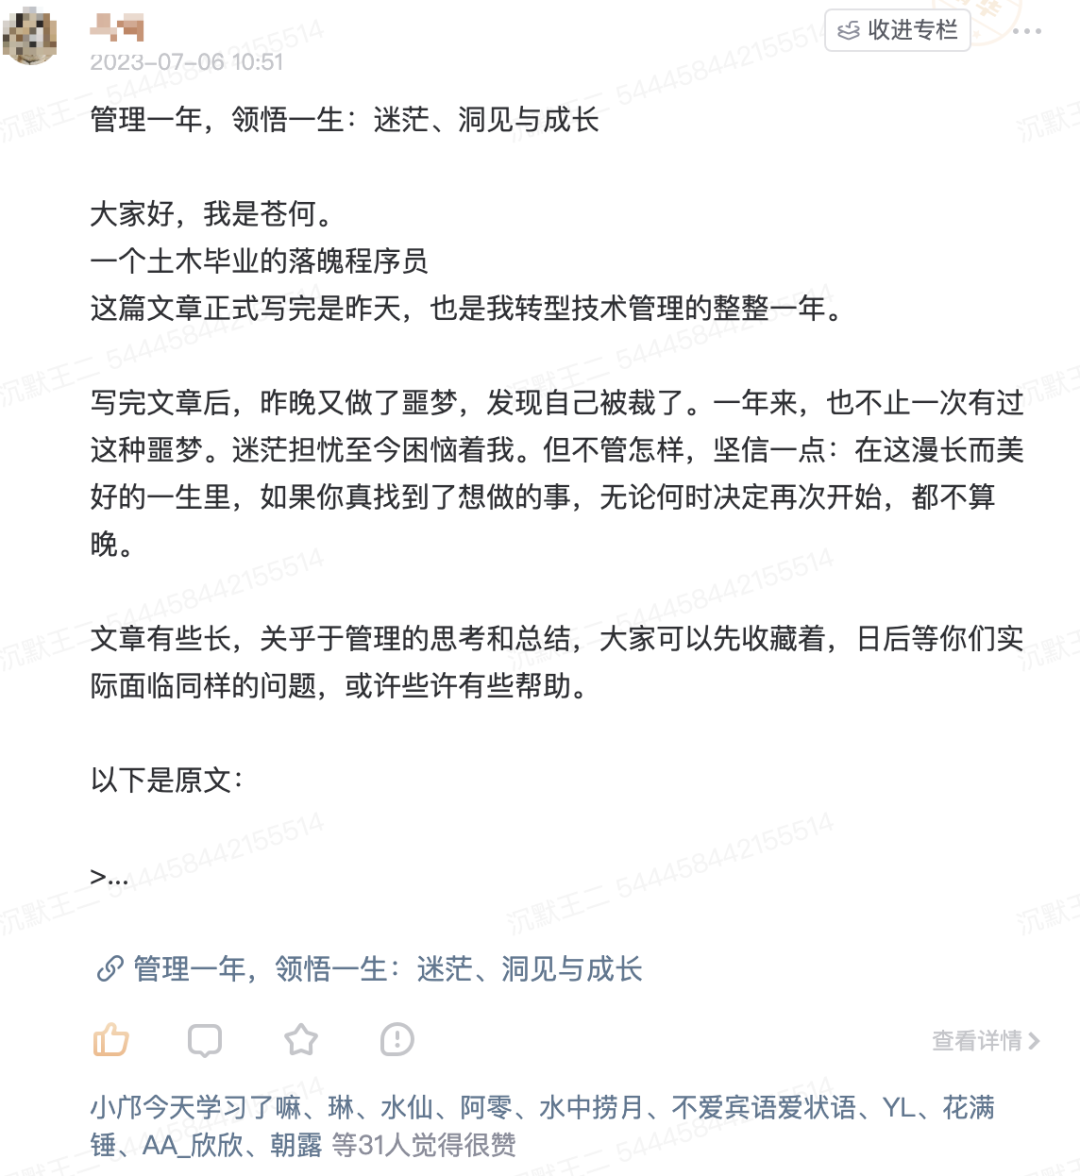 收进专栏
2023-07-06 10:51
管理一年，领悟一生：迷茫、洞见与成长
大家好，我是苍何。
一个土木毕业的落魄程序员
这篇文章正式写完是昨天，也是我转型技术管理的整整一年。
写完文章后，昨晚又做了噩梦，发现自己被裁了。一年来，也不止一次有过
这种噩梦。迷茫担忧至今困恼着我。但不管怎样，坚信一点：在这漫长而美
好的一生里，如果你真找到了想做的事，无论何时决定再次开始，都不算
晚。
文章有些长，关乎于管理的思考和总结，大家可以先收藏着，日后等你们实
际面临同样的问题，或许些许有些帮助。
以下是原文：
>...
管理一年，领悟一生：迷茫、洞见与成长
查看详情
小邝今天学习了嘛、琳、水仙、阿零、水中捞月、不爱宾语爱状语、YL、花满
锤、AA_欣欣、朝露 等31人觉得很赞
沉默王二 544458442155514